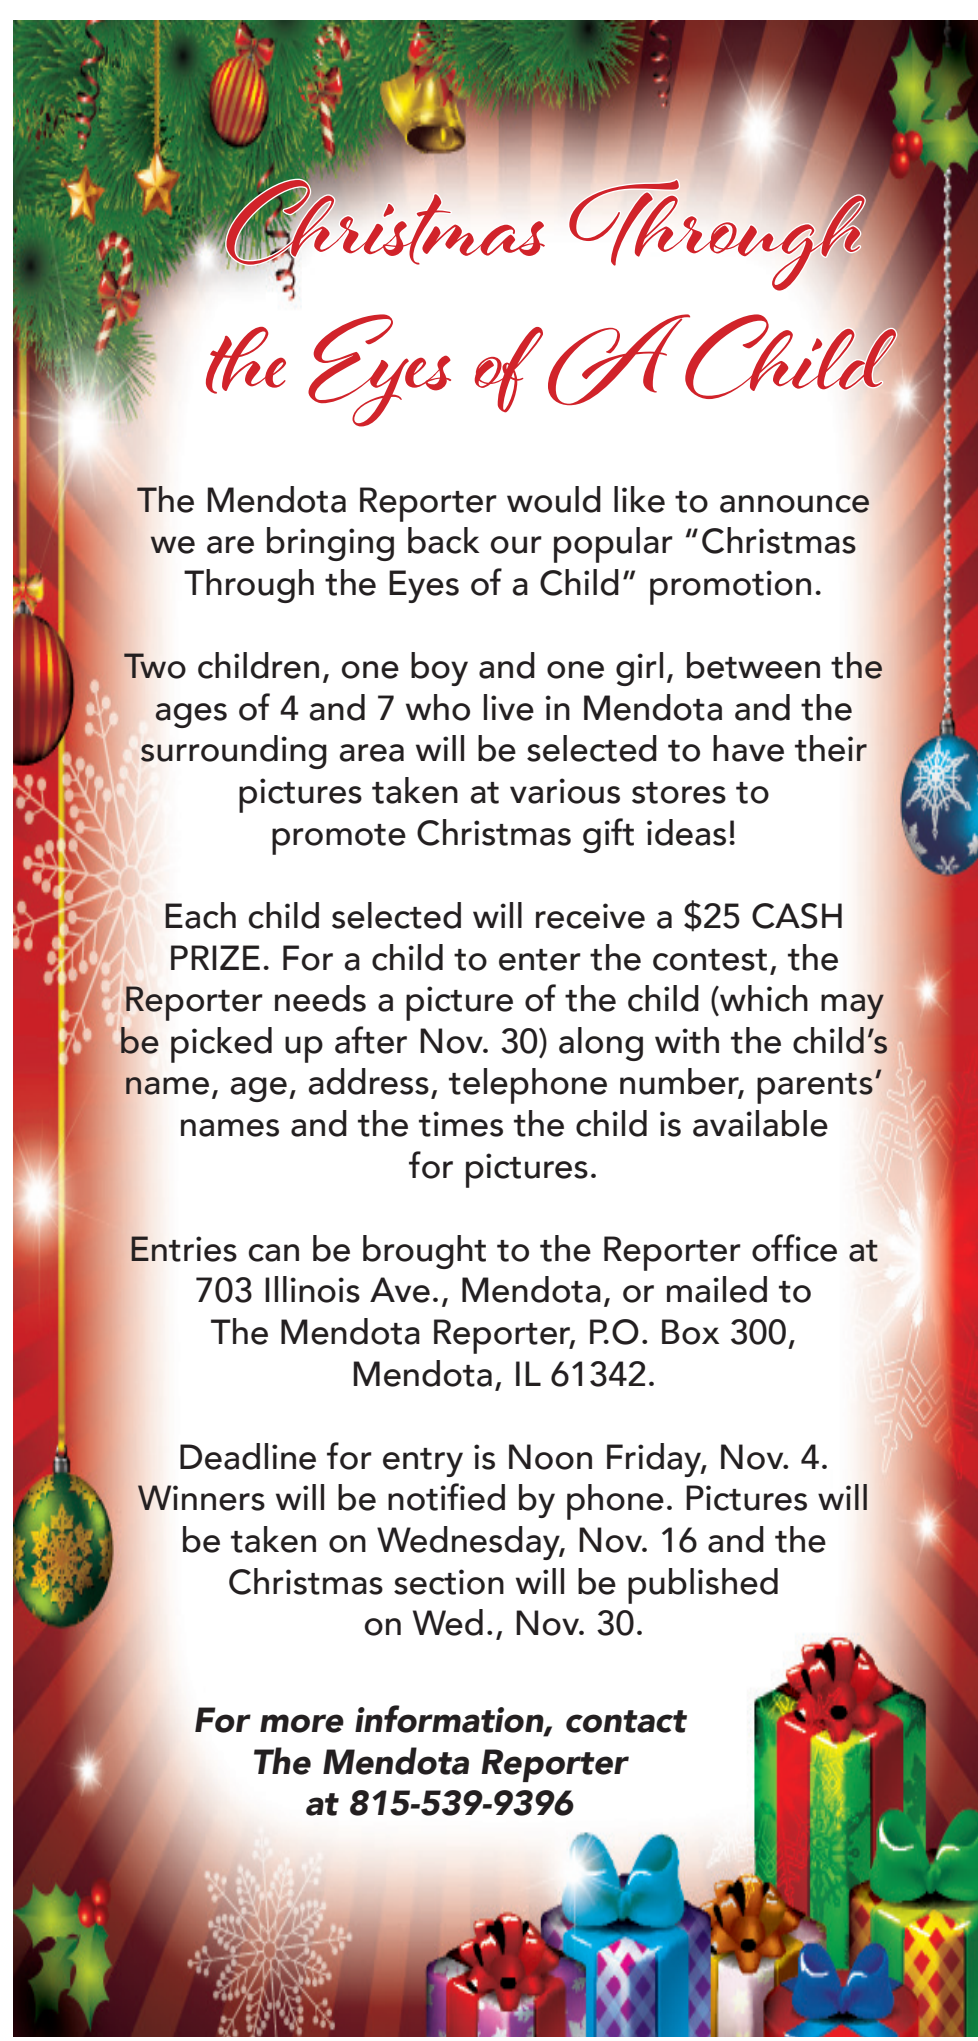 Christmas Through
the Eyes of A Child
The Mendota Reporter would like to announce
we are bringing back our popular “Christmas
Through the Eyes of a Child” promotion.
Two children, one boy and one girl, between the
ages of 4 and 7 who live in Mendota and the
surrounding area will be selected to have their
pictures taken at various stores to
promote Christmas gift ideas!
Each child selected will receive a $25 CASH
PRIZE. For a child to enter the contest, the
Reporter needs a picture of the child (which may
be picked up after Nov. 30) along with the child’s
name, age, address, telephone number, parents’
names and the times the child is available
for pictures.
Entries can be brought to the Reporter office at
703 Illinois Ave., Mendota, or mailed to
The Mendota Reporter, P.O. Box 300,
Mendota, IL 61342.
Deadline for entry is Noon Friday, Nov. 4.
Winners will be notified by phone. Pictures will
be taken on Wednesday, Nov. 16 and the
Christmas section will be published
on Wed., Nov. 30.
For more information, contact
The Mendota Reporter
at 815-539-9396